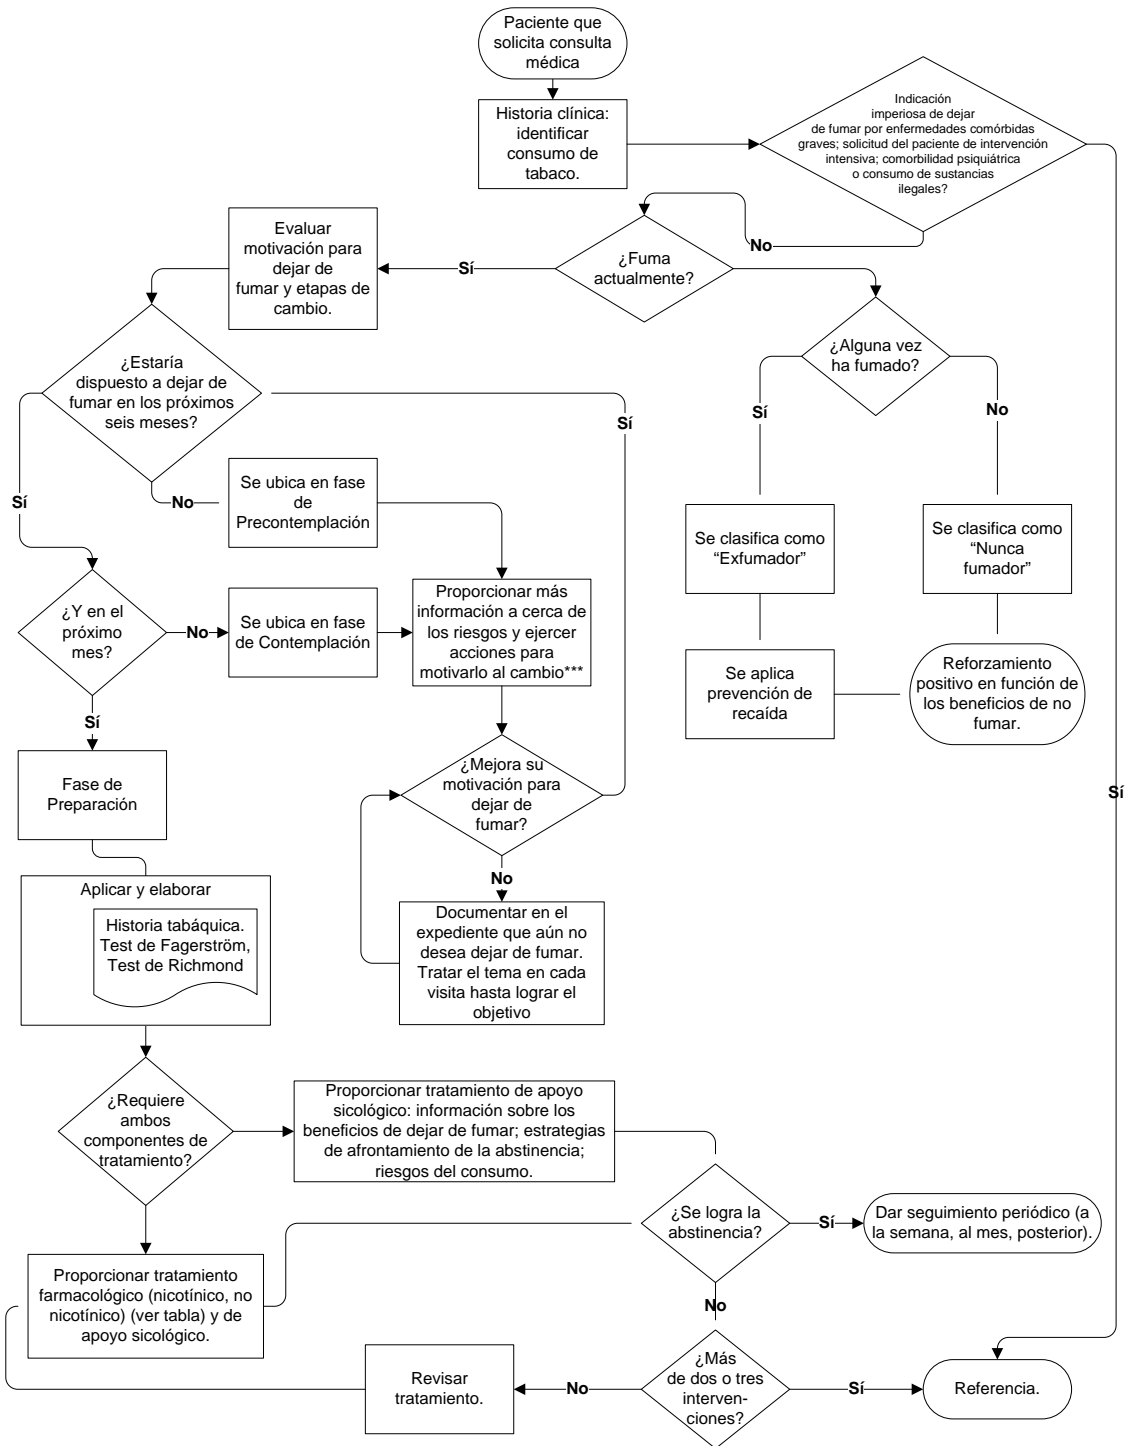 Paciente que
solicita consulta
médica
Historia clínica:
identificar
consumo de
tabaco.
Indicación
imperiosa de dejar
de fumar por enfermedades comórbidas
graves; solicitud del paciente de intervención
intensiva; comorbilidad psiquiátrica
o consumo de sustancias
ilegales?
No
Sí
¿Fuma
actualmente?
Sí
Evaluar
motivación para
dejar de
fumar y etapas de
cambio.
¿Alguna vez
ha fumado?
Sí
No
Se clasifica como
“Exfumador”
Se clasifica como
“Nunca
fumador”
Se aplica
prevención de
recaída
Reforzamiento
positivo en función de
los beneficios de no
fumar.
¿Estaría
dispuesto a dejar de
fumar en los próximos
seis meses?
Sí
No
Sí
Se ubica en fase
de
Precontemplación
¿Y en el
próximo
mes?
No
Se ubica en fase
de Contemplación
Proporcionar más
información a cerca de
los riesgos y ejercer
acciones para
motivarlo al cambio***
Sí
Fase de
Preparación
¿Mejora su
motivación para
dejar de
fumar?
No
Documentar en el
expediente que aún no
desea dejar de fumar.
Tratar el tema en cada
visita hasta lograr el
objetivo
Aplicar y elaborar
Historia tabáquica.
Test de Fagerström,
Test de Richmond
¿Requiere
ambos
componentes de
tratamiento?
Proporcionar tratamiento de apoyo
sicológico: información sobre los
beneficios de dejar de fumar; estrategias
de afrontamiento de la abstinencia;
riesgos del consumo.
¿Se logra la
abstinencia?
Sí
Dar seguimiento periódico (a
la semana, al mes, posterior).
No
Proporcionar tratamiento
farmacológico (nicotínico, no
nicotínico) (ver tabla) y de
apoyo sicológico.
Revisar
tratamiento.
No
¿Más
de dos o tres
interven-
ciones?
Sí
Referencia.